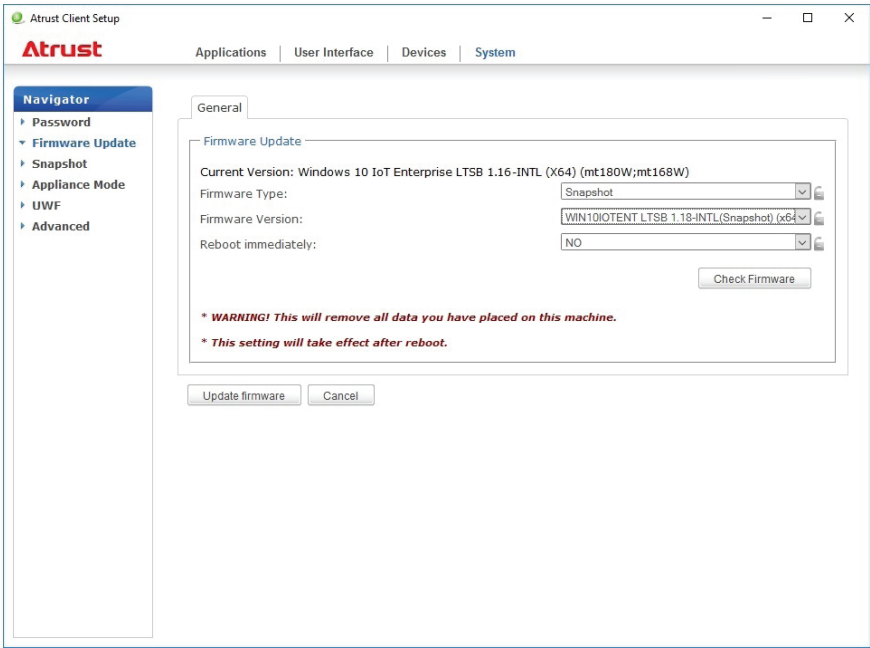 Atrust Client Setup
Atrust
Applications | User Interface | Devices | System
Navigator
Password
Firmware Update
Snapshot
Appliance Mode
UWF
Advanced
General
Firmware Update
Current Version: Windows 10 IoT Enterprise LTSB 1.16-INTL (X64) (mt180W;mt168W)
Firmware Type: Snapshot
Firmware Version: WIN10IOTENT LTSB 1.18-INTL(Snapshot) (x64
Reboot immediately: NO
Check Firmware
* WARNING! This will remove all data you have placed on this machine.
* This setting will take effect after reboot.
Update firmware Cancel